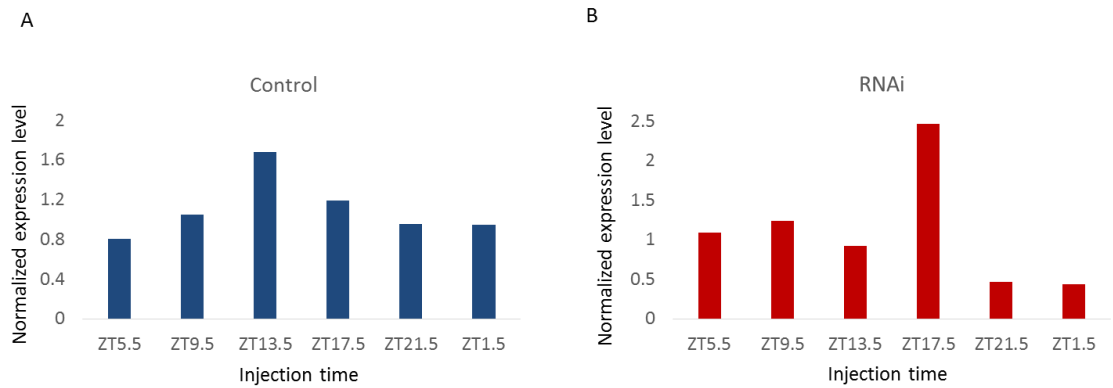 A
Control
Normalized expression level
2
1.6
1.2
0.8
0.4
0
ZT5.5 ZT9.5 ZT13.5 ZT17.5 ZT21.5 ZT1.5
Injection time
B
RNAi
Normalized expression level
2.5
2
1.5
1
0.5
0
ZT5.5 ZT9.5 ZT13.5 ZT17.5 ZT21.5 ZT1.5
Injection time